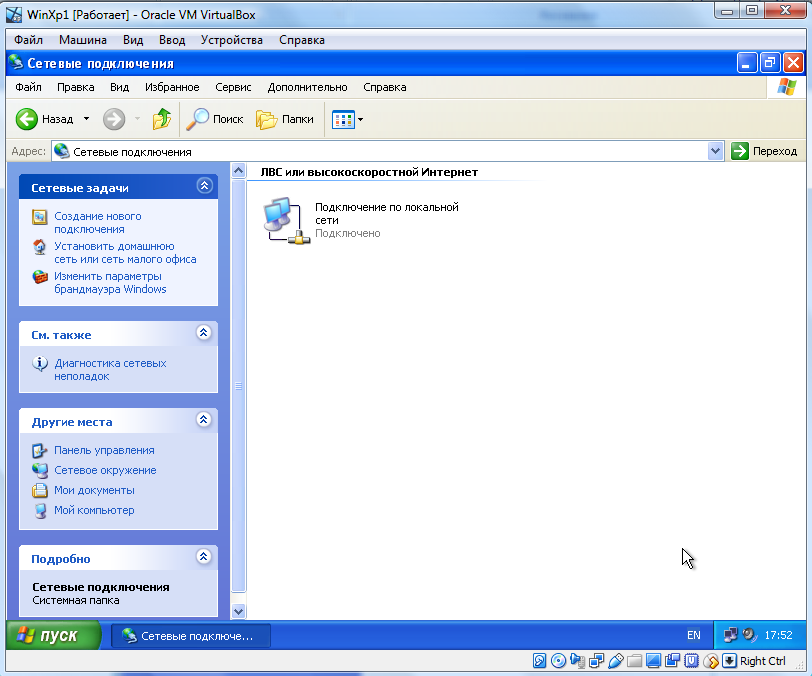 WinXp1 [Работает] - Oracle VM VirtualBox
Файл Машина Вид Ввод Устройства Справка
Сетевые подключения
Файл Правка Вид Избранное Сервис Дополнительно Справка
Назад Поиск Папки
Адрес: Сетевые подключения Переход
Сетевые задачи
Создание нового
подключения
Установить домашнюю
сеть или сеть малого офиса
Изменить параметры
брандмауэра Windows
См. также
Диагностика сетевых
неполадок
Другие места
Панель управления
Сетевое окружение
Мои документы
Мой компьютер
Подробно
Сетевые подключения
Системная папка
ЛВС или высокоскоростной Интернет
Подключение по локальной
сети
Подключено
пуск Сетевые подключе... EN 17:52
Right Ctrl